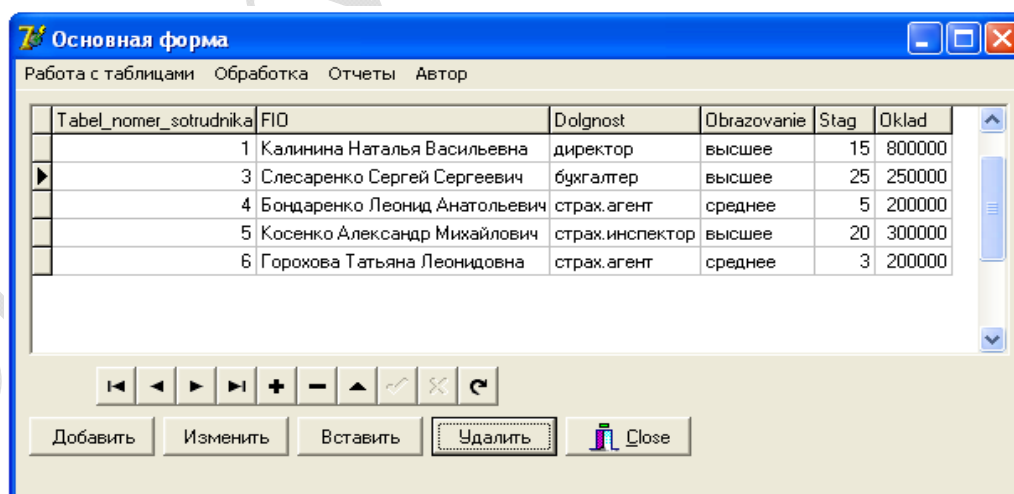 Основная форма
Работа с таблицами Обработка Отчеты Автор
Tabel_nomer_sotrudnika FIO Dolgnost Obrazovanie Stag Oklad
1 Калинина Наталья Васильевна директор высшее 15 800000
3 Слесаренко Сергей Сергеевич бухгалтер высшее 25 250000
4 Бондаренко Леонид Анатольевич страх.агент среднее 5 200000
5 Косенко Александр Михайлович страх.инспектор высшее 20 300000
6 Горохова Татьяна Леонидовна страх.агент среднее 3 200000
Добавить Изменить Вставить Удалить Close